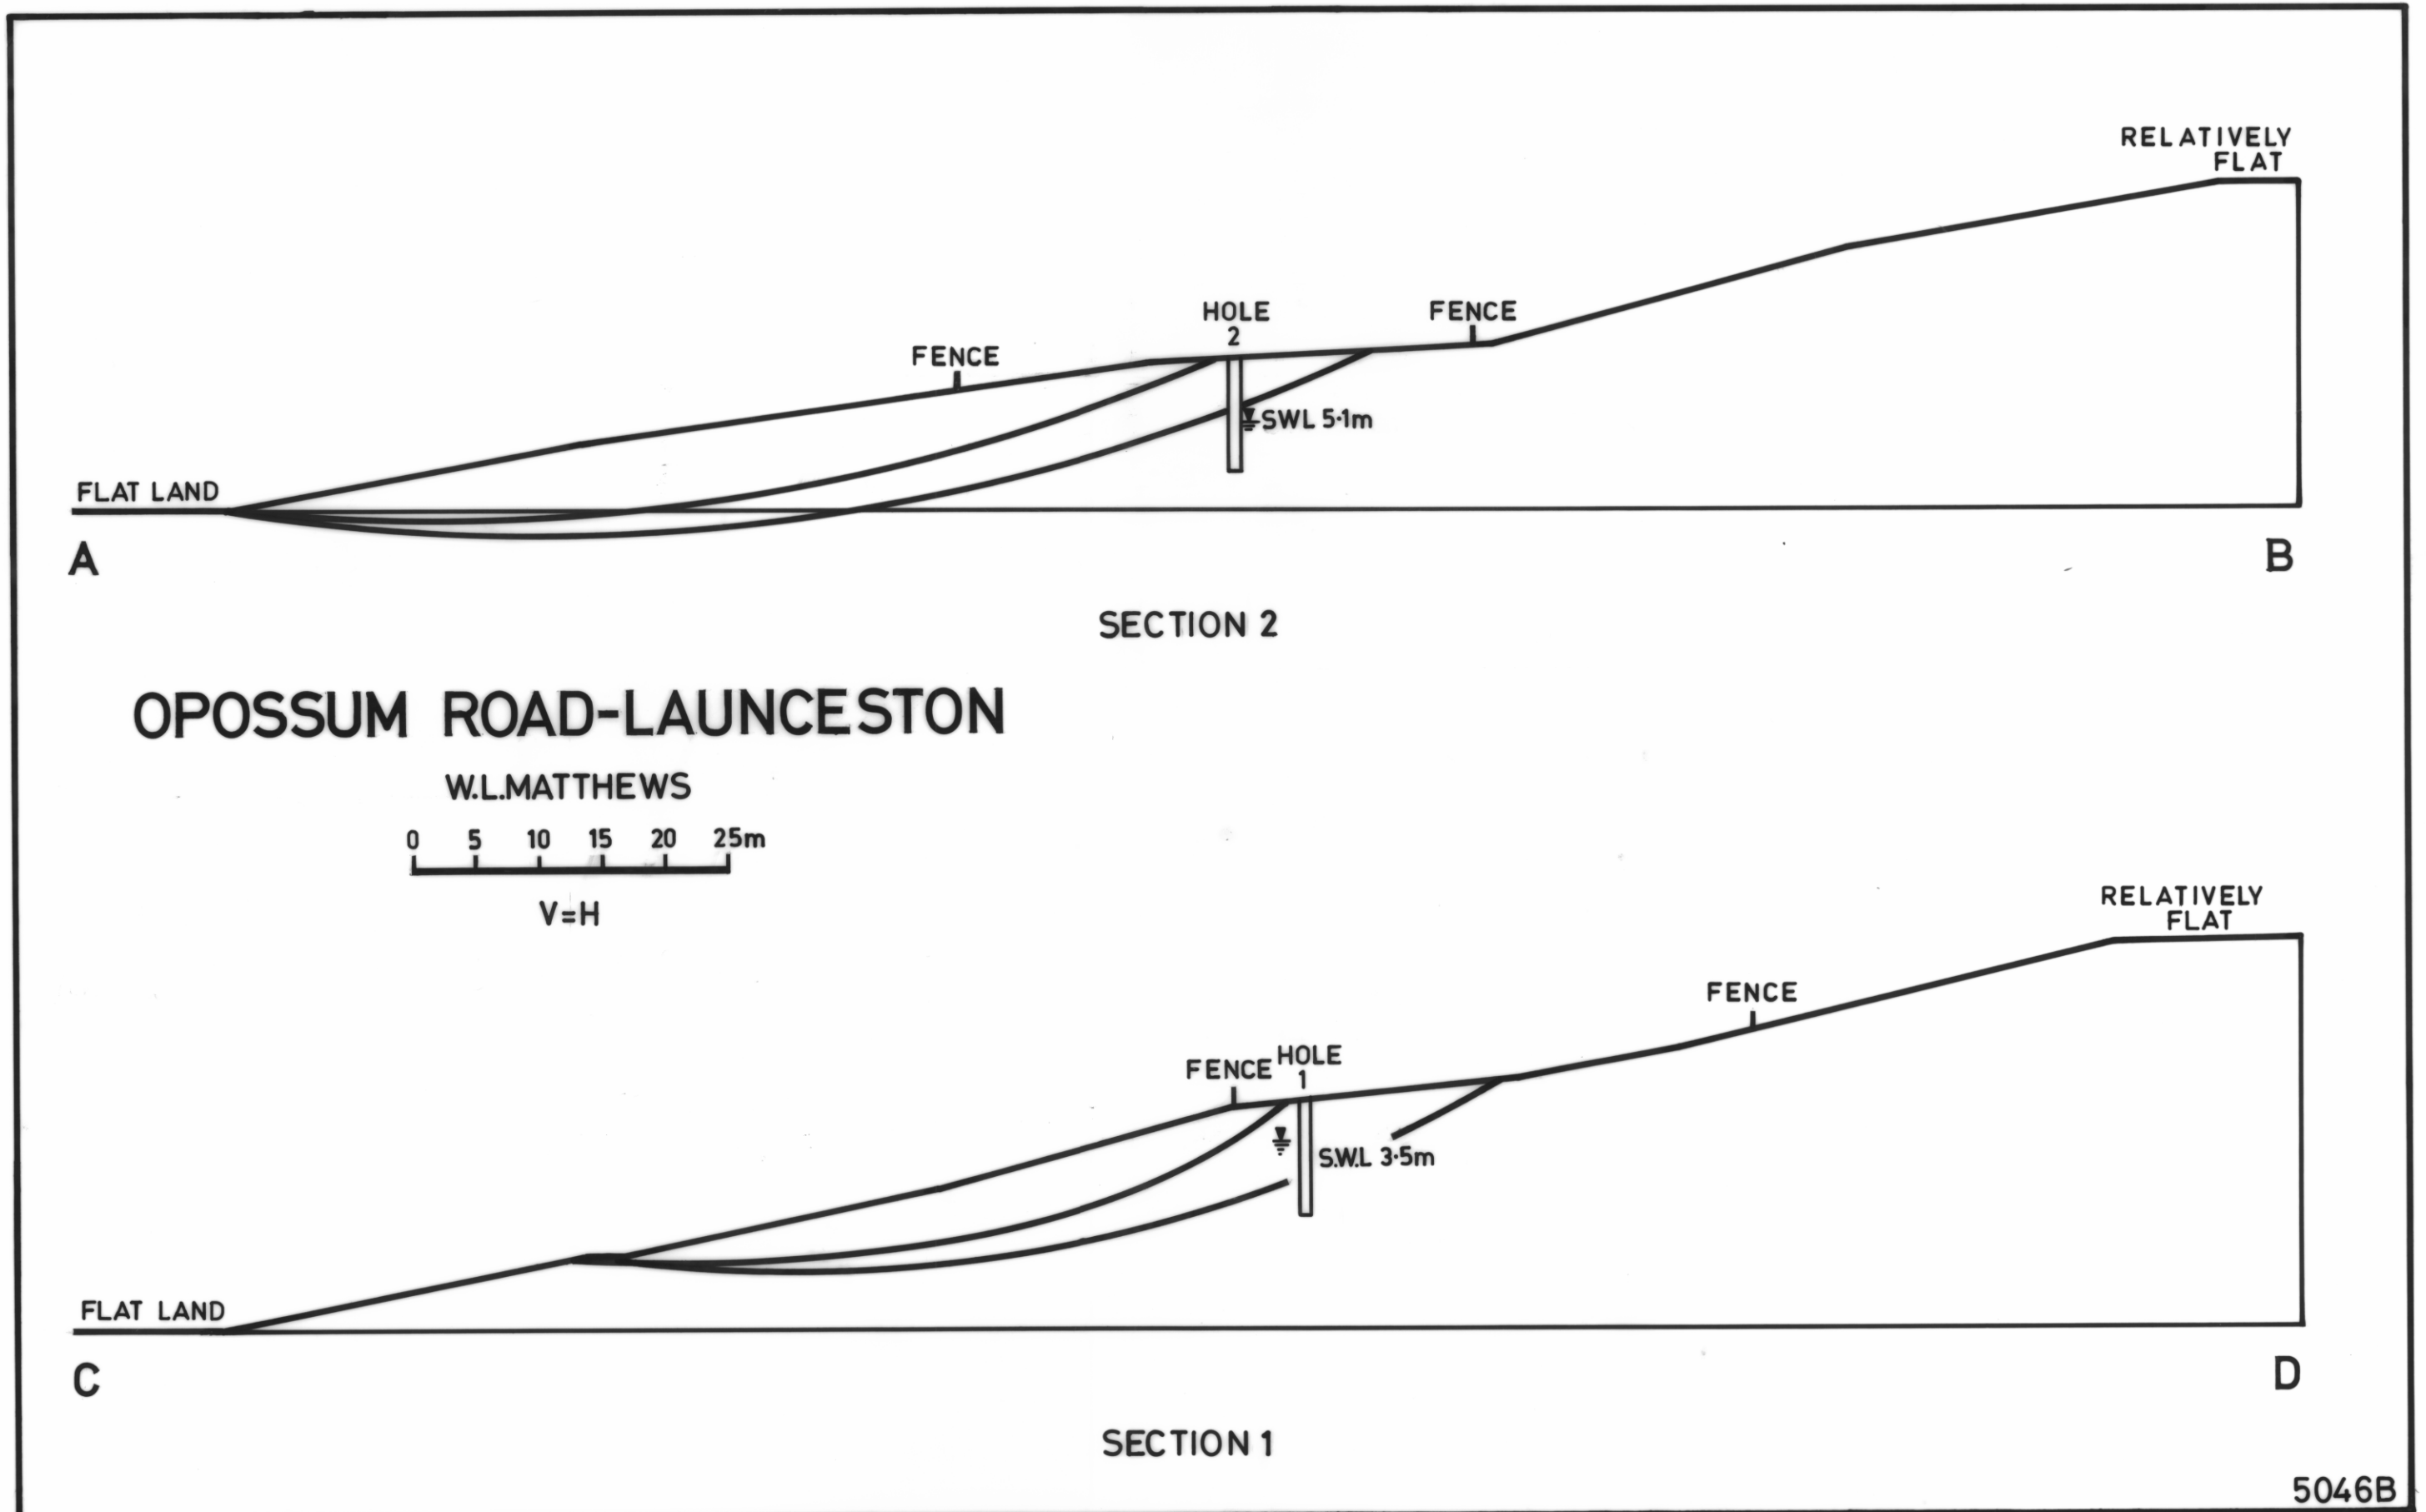 RELATIVELY
FLAT
HOLE
2
FENCE
FENCE
SWL 5·1m
FLAT LAND
A
B
SECTION 2
OPOSSUM ROAD-LAUNCESTON
W.L.MATTHEWS
0 5 10 15 20 25m
V=H
RELATIVELY
FLAT
FENCE
FENCE
HOLE
1
S.W.L 3·5m
FLAT LAND
C
D
SECTION 1
5046B